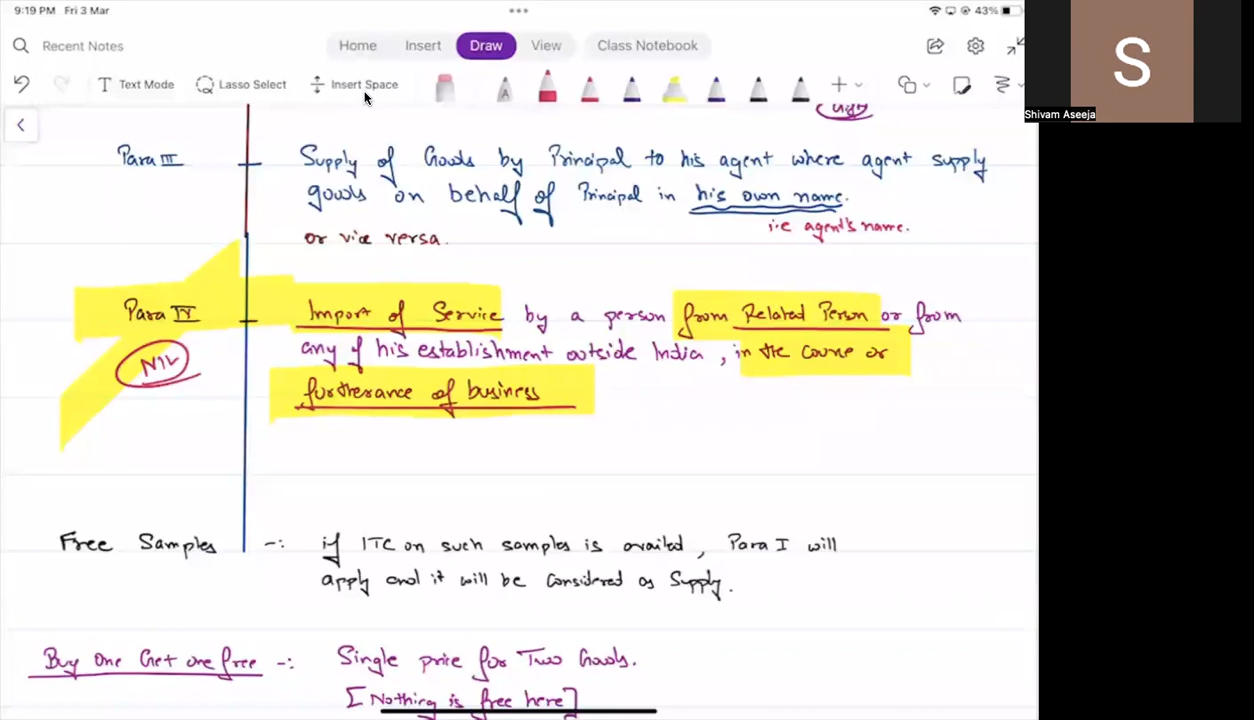 9:19 PM Fri 3 Mar
43%
Recent Notes
Home Insert Draw View Class Notebook
Text Mode Lasso Select Insert Space
S
Shivam Aseeja
Para III Supply of Goods by Principal to his agent where agent supply
goods on behalf of Principal in his own name.
i.e agent's name.
or vice versa.
Para IV Import of Service by a person from Related Person or from
NIL any of his establishment outside India, in the course or
furtherance of business
Free Samples -: if ITC on such samples is availed, Para I will
apply and it will be considered as Supply.
Buy One Get one free -: Single price for Two Goods.
[Nothing is free here]